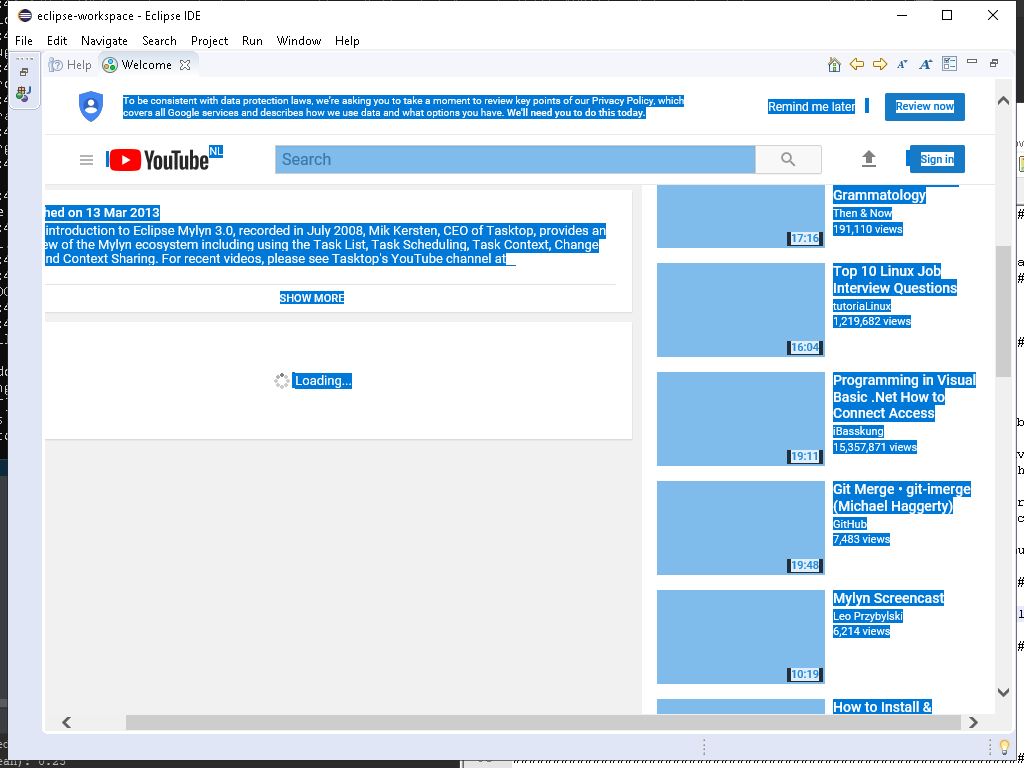 eclipse-workspace - Eclipse IDE
File Edit Navigate Search Project Run Window Help
Help Welcome
To be consistent with data protection laws, we're asking you to take a moment to review key points of our Privacy Policy, which
covers all Google services and describes how we use data and what options you have. We'll need you to do this today.
Remind me later
Review now
YouTube NL
Search
Sign in
hed on 13 Mar 2013
introduction to Eclipse Mylyn 3.0, recorded in July 2008, Mik Kersten, CEO of Tasktop, provides an
ew of the Mylyn ecosystem including using the Task List, Task Scheduling, Task Context, Change
nd Context Sharing. For recent videos, please see Tasktop's YouTube channel at
SHOW MORE
Loading...
Grammatology
Then & Now
191,110 views
17:16
Top 10 Linux Job
Interview Questions
tutoriaLinux
1,219,682 views
16:04
Programming in Visual
Basic .Net How to
Connect Access
iBasskung
15,357,871 views
19:11
Git Merge • git-imerge
(Michael Haggerty)
GitHub
7,483 views
19:48
Mylyn Screencast
Leo Przybylski
6,214 views
10:19
How to Install &